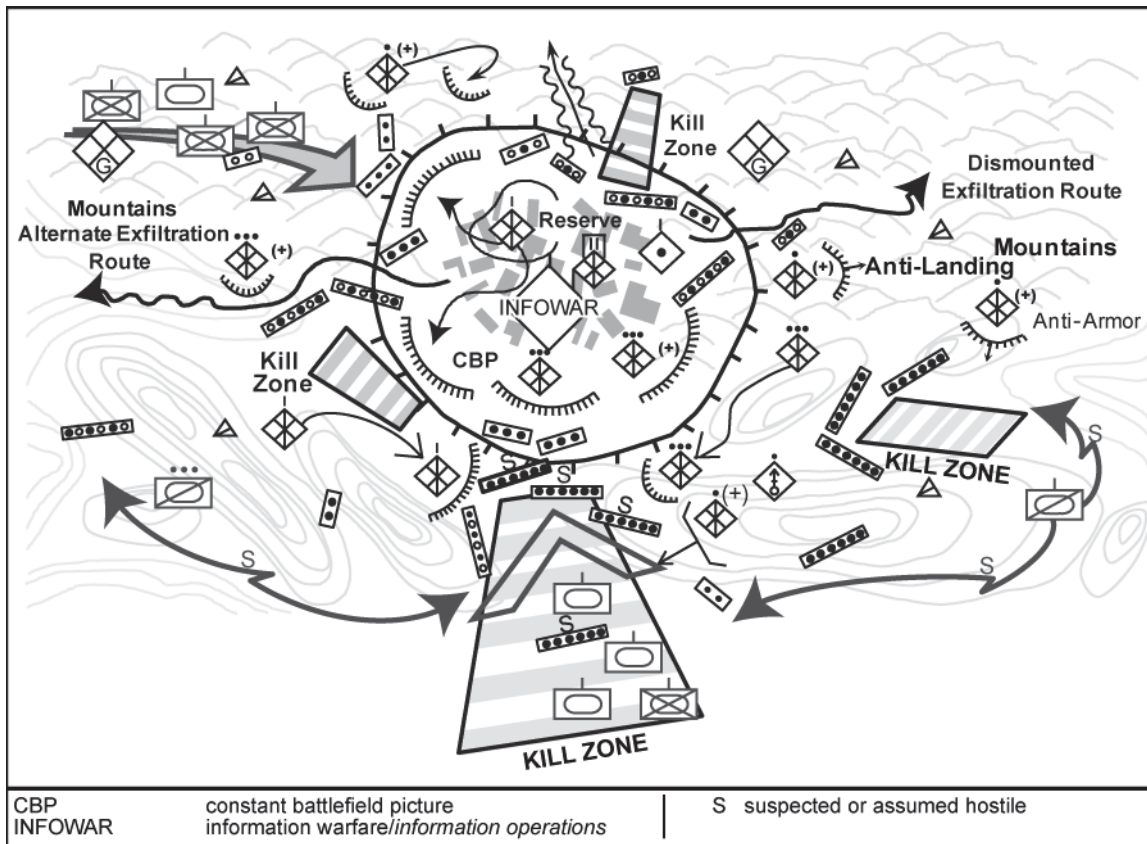 (+)
Kill
Zone
G
G
Dismounted
Exfiltration Route
Mountains
Alternate Exfiltration
Route
(+)
Reserve
II
Mountains
(+)
Anti-Landing
INFOWAR
(+)
Anti-Armor
CBP
(+)
Kill
Zone
KILL ZONE
S
S
S
(+)
S
S
S
S
KILL ZONE
CBP constant battlefield picture
INFOWAR information warfare/information operations
S suspected or assumed hostile